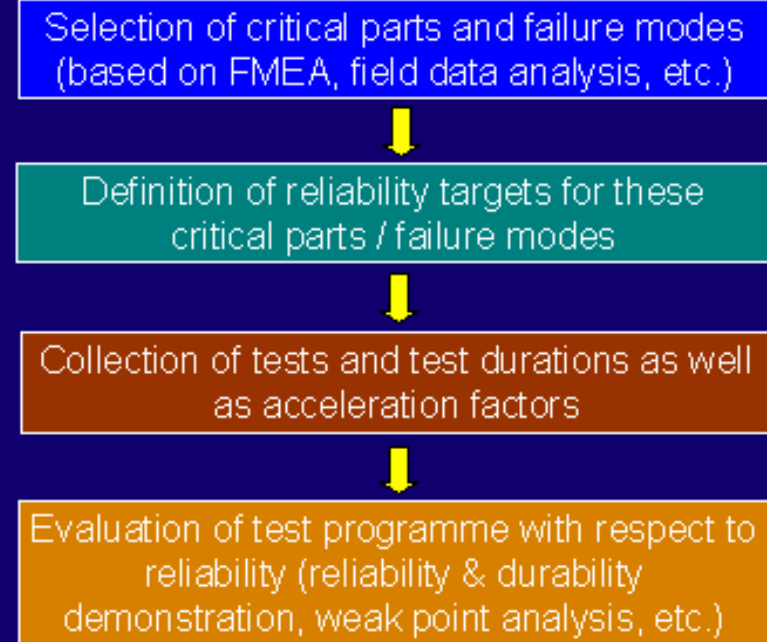 Selection of critical parts and failure modes
(based on FMEA, field data analysis, etc.)
Definition of reliability targets for these
critical parts / failure modes
Collection of tests and test durations as well
as acceleration factors
Evaluation of test programme with respect to
reliability (reliability & durability
demonstration, weak point analysis, etc.)